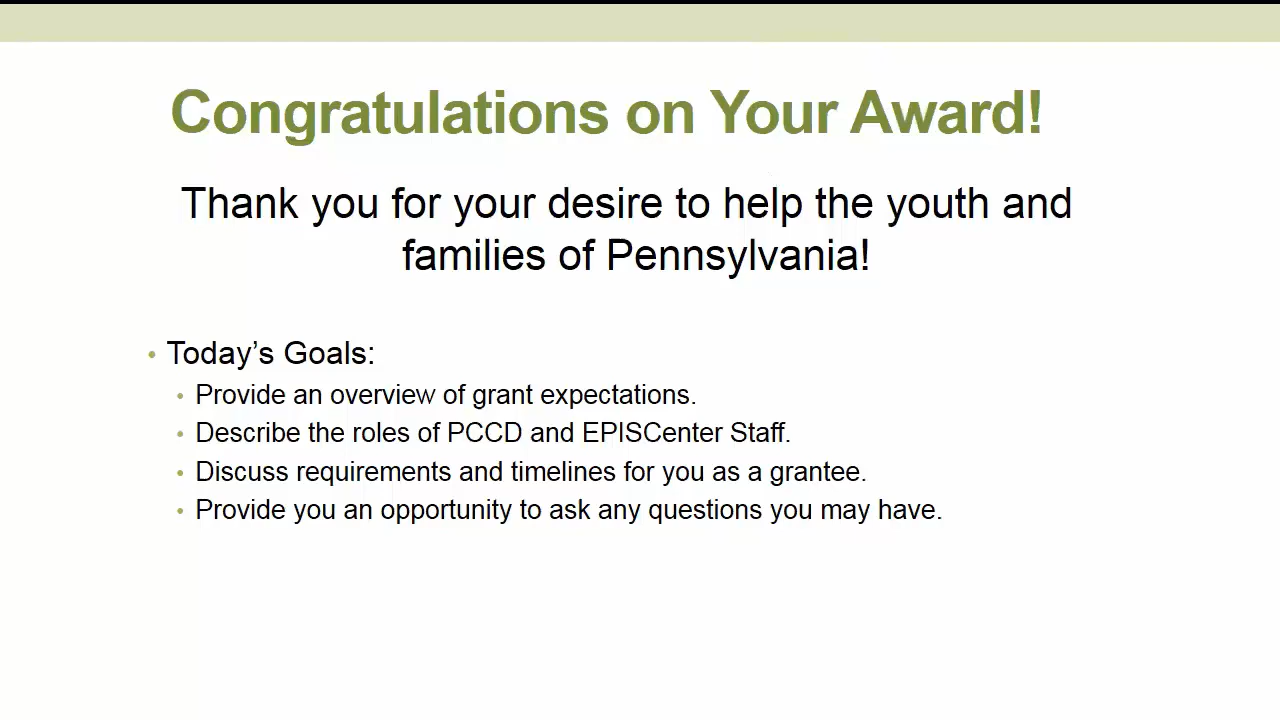 Congratulations on Your Award!
Thank you for your desire to help the youth and
families of Pennsylvania!
• Today’s Goals:
• Provide an overview of grant expectations.
• Describe the roles of PCCD and EPISCenter Staff.
• Discuss requirements and timelines for you as a grantee.
• Provide you an opportunity to ask any questions you may have.